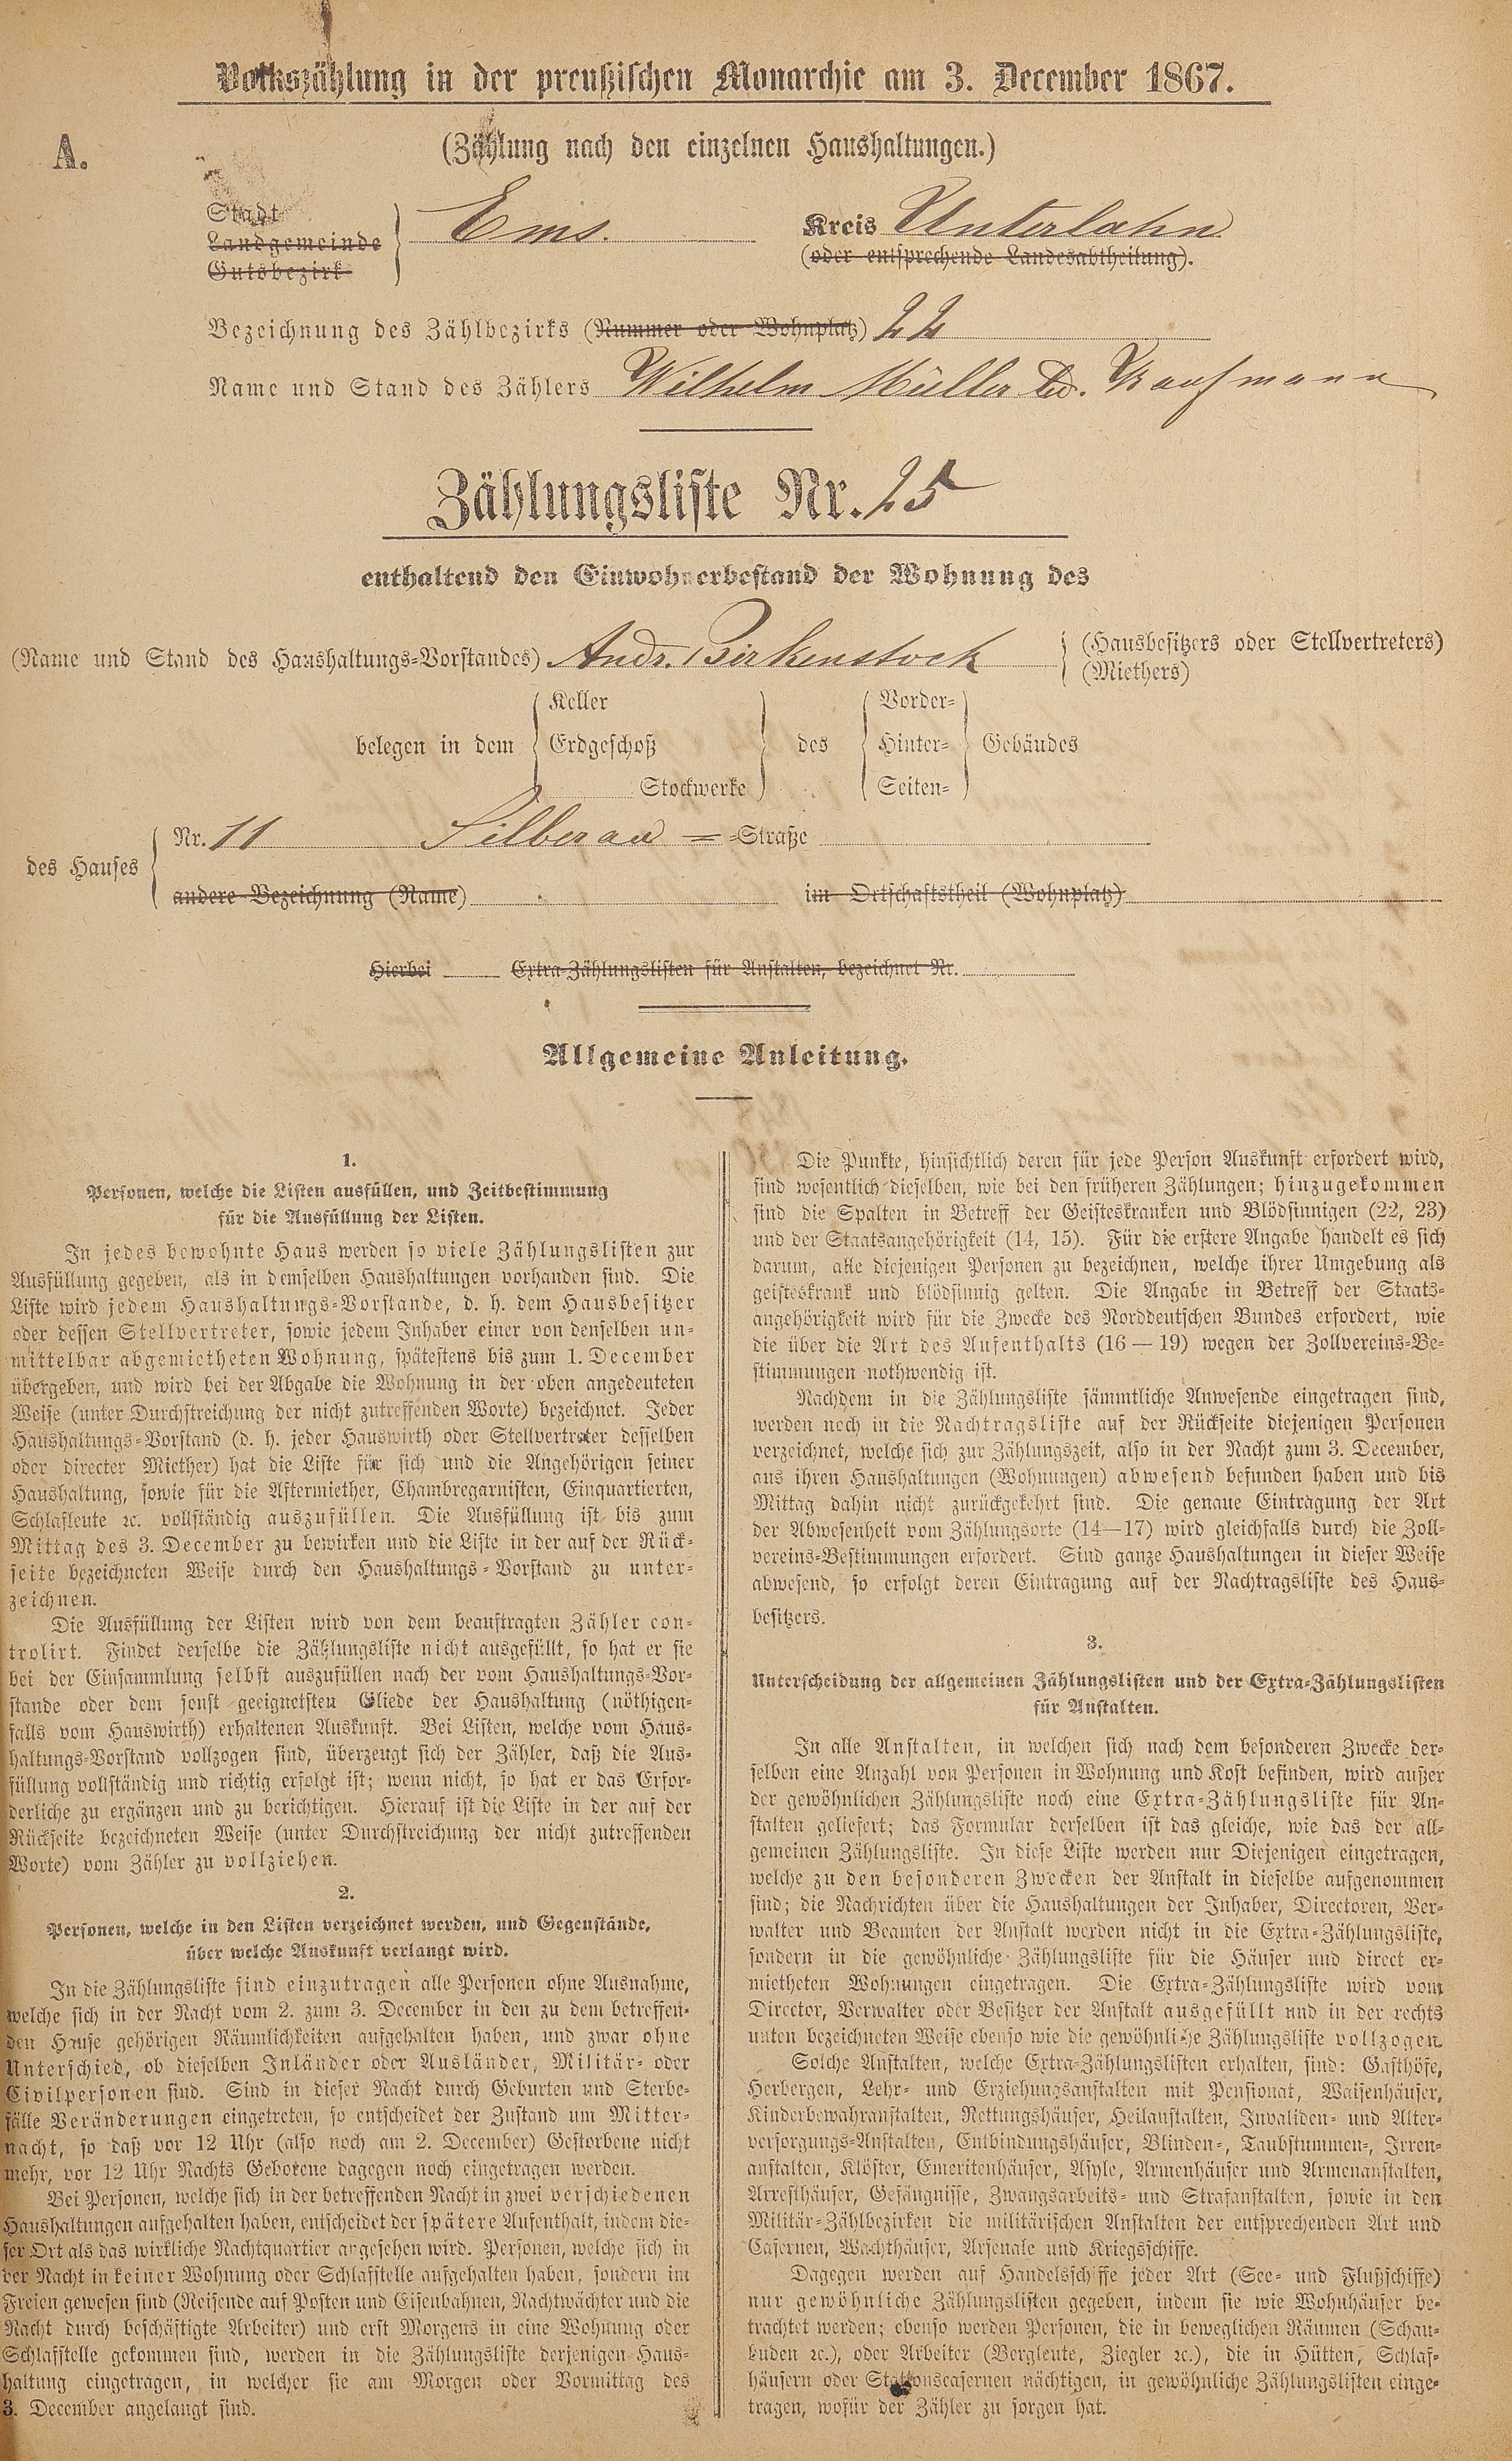 Volkszählung in der preußischen Monarchie am 3. December 1867.
A.
(Zählung nach den einzelnen Haushaltungen.)
Stadt
Landgemeinde
Gutsbezirk
Ems.
Kreis Unterlahn
(oder entsprechende Landesabtheilung).
Bezeichnung des Zählbezirks (Nummer oder Wohnplatz) 22
Name und Stand des Zählers Wilhelm Müller Kaufmann
Zählungsliste Nr. 25
enthaltend den Einwohnerbestand der Wohnung des
(Name und Stand des Haushaltungs-Vorstandes) Andr. Birkenstock
(Hausbesitzers oder Stellvertreters)
(Miethers)
belegen in dem
Keller
Erdgeschoß
Stockwerke
des
Vorder-
Hinter-
Seiten-
Gebäudes
des Hauses
Nr. 11 Silberau = -Straße
andere Bezeichnung (Name) im Ortschaftstheil (Wohnplatz)
Hierbei Extra-Zählungslisten für Anstalten, bezeichnet Nr.
Allgemeine Anleitung.
1.
Personen, welche die Listen ausfüllen, und Zeitbestimmung
für die Ausfüllung der Listen.
In jedes bewohnte Haus werden so viele Zählungslisten zur
Ausfüllung gegeben, als in demselben Haushaltungen vorhanden sind. Die
Liste wird jedem Haushaltungs-Vorstande, d. h. dem Hausbesitzer
oder dessen Stellvertreter, sowie jedem Inhaber einer von denselben un-
mittelbar abgemietheten Wohnung, spätestens bis zum 1. December
übergeben, und wird bei der Abgabe die Wohnung in der oben angedeuteten
Weise (unter Durchstreichung der nicht zutreffenden Worte) bezeichnet. Jeder
Haushaltungs-Vorstand (d. h. jeder Hauswirth oder Stellvertreter desselben
oder directer Miether) hat die Liste für sich und die Angehörigen seiner
Haushaltung, sowie für die Aftermiether, Chambregarnisten, Einquartierten,
Schlafleute ꝛc. vollständig auszufüllen. Die Ausfüllung ist bis zum
Mittag des 3. December zu bewirken und die Liste in der auf der Rück-
seite bezeichneten Weise durch den Haushaltungs-Vorstand zu unter-
zeichnen.
Die Ausfüllung der Listen wird von dem beauftragten Zähler con-
trolirt. Findet derselbe die Zählungsliste nicht ausgefüllt, so hat er sie
bei der Einsammlung selbst auszufüllen nach der vom Haushaltungs-Vor-
stande oder dem sonst geeignetsten Gliede der Haushaltung (nöthigen-
falls vom Hauswirth) erhaltenen Auskunft. Bei Listen, welche vom Haus-
haltungs-Vorstand vollzogen sind, überzeugt sich der Zähler, daß die Aus-
füllung vollständig und richtig erfolgt ist; wenn nicht, so hat er das Erfor-
derliche zu ergänzen und zu berichtigen. Hierauf ist die Liste in der auf der
Rückseite bezeichneten Weise (unter Durchstreichung der nicht zutreffenden
Worte) vom Zähler zu vollziehen.
2.
Personen, welche in den Listen verzeichnet werden, und Gegenstände,
über welche Auskunft verlangt wird.
In die Zählungsliste sind einzutragen alle Personen ohne Ausnahme,
welche sich in der Nacht vom 2. zum 3. December in den zu dem betreffen-
den Hause gehörigen Räumlichkeiten aufgehalten haben, und zwar ohne
Unterschied, ob dieselben Inländer oder Ausländer, Militär- oder
Civilpersonen sind. Sind in dieser Nacht durch Geburten und Sterbe-
fälle Veränderungen eingetreten, so entscheidet der Zustand um Mitter-
nacht, so daß vor 12 Uhr (also noch am 2. December) Gestorbene nicht
mehr, vor 12 Uhr Nachts Geborene dagegen noch eingetragen werden.
Bei Personen, welche sich in der betreffenden Nacht in zwei verschiedenen
Haushaltungen aufgehalten haben, entscheidet der spätere Aufenthalt, indem die-
ser Ort als das wirkliche Nachtquartier angesehen wird. Personen, welche sich in
der Nacht in keiner Wohnung oder Schlafstelle aufgehalten haben, sondern im
Freien gewesen sind (Reisende auf Posten und Eisenbahnen, Nachtwächter und die
Nacht durch beschäftigte Arbeiter) und erst Morgens in eine Wohnung oder
Schlafstelle gekommen sind, werden in die Zählungsliste derjenigen Haus-
haltung eingetragen, in welcher sie am Morgen oder Vormittag des
3. December angelangt sind.
Die Punkte, hinsichtlich deren für jede Person Auskunft erfordert wird,
sind wesentlich dieselben, wie bei den früheren Zählungen; hinzugekommen
sind die Spalten in Betreff der Geisteskranken und Blödsinnigen (22, 23)
und der Staatsangehörigkeit (14, 15). Für die erstere Angabe handelt es sich
darum, alle diejenigen Personen zu bezeichnen, welche ihrer Umgebung als
geisteskrank und blödsinnig gelten. Die Angabe in Betreff der Staats-
angehörigkeit wird für die Zwecke des Norddeutschen Bundes erfordert, wie
die über die Art des Aufenthalts (16 — 19) wegen der Zollvereins-Be-
stimmungen nothwendig ist.
Nachdem in die Zählungsliste sämmtliche Anwesende eingetragen sind,
werden noch in die Nachtragsliste auf der Rückseite diejenigen Personen
verzeichnet, welche sich zur Zählungszeit, also in der Nacht zum 3. December,
aus ihren Haushaltungen (Wohnungen) abwesend befunden haben und bis
Mittag dahin nicht zurückgekehrt sind. Die genaue Eintragung der Art
der Abwesenheit vom Zählungsorte (14—17) wird gleichfalls durch die Zoll-
vereins-Bestimmungen erfordert. Sind ganze Haushaltungen in dieser Weise
abwesend, so erfolgt deren Eintragung auf der Nachtragsliste des Haus-
besitzers.
3.
Unterscheidung der allgemeinen Zählungslisten und der Extra-Zählungslisten
für Anstalten.
In alle Anstalten, in welchen sich nach dem besonderen Zwecke der-
selben eine Anzahl von Personen in Wohnung und Kost befinden, wird außer
der gewöhnlichen Zählungsliste noch eine Extra-Zählungsliste für An-
stalten geliefert; das Formular derselben ist das gleiche, wie das der all-
gemeinen Zählungsliste. In diese Liste werden nur Diejenigen eingetragen,
welche zu den besonderen Zwecken der Anstalt in dieselbe aufgenommen
sind; die Nachrichten über die Haushaltungen der Inhaber, Directoren, Ver-
walter und Beamten der Anstalt werden nicht in die Extra-Zählungsliste,
sondern in die gewöhnliche Zählungsliste für die Häuser und direct er-
mietheten Wohnungen eingetragen. Die Extra-Zählungsliste wird vom
Director, Verwalter oder Besitzer der Anstalt ausgefüllt und in der rechts
unten bezeichneten Weise ebenso wie die gewöhnliche Zählungsliste vollzogen.
Solche Anstalten, welche Extra-Zählungslisten erhalten, sind: Gasthöfe,
Herbergen, Lehr- und Erziehungsanstalten mit Pensionat, Waisenhäuser,
Kinderbewahranstalten, Rettungshäuser, Heilanstalten, Invaliden- und Alter-
versorgungs-Anstalten, Entbindungshäuser, Blinden-, Taubstummen-, Irren-
anstalten, Klöster, Emeritenhäuser, Asyle, Armenhäuser und Armenanstalten,
Arresthäuser, Gefängnisse, Zwangsarbeits- und Strafanstalten, sowie in den
Militär-Zählbezirken die militärischen Anstalten der entsprechenden Art und
Casernen, Wachthäuser, Arsenale und Kriegsschiffe.
Dagegen werden auf Handelsschiffe jeder Art (See- und Flußschiffe)
nur gewöhnliche Zählungslisten gegeben, indem sie wie Wohnhäuser be-
trachtet werden; ebenso werden Personen, die in beweglichen Räumen (Schau-
buden ꝛc.), oder Arbeiter (Bergleute, Ziegler ꝛc.), die in Hütten, Schlaf-
häusern oder Stationscasernen nächtigen, in gewöhnliche Zählungslisten einge-
tragen, wofür der Zähler zu sorgen hat.